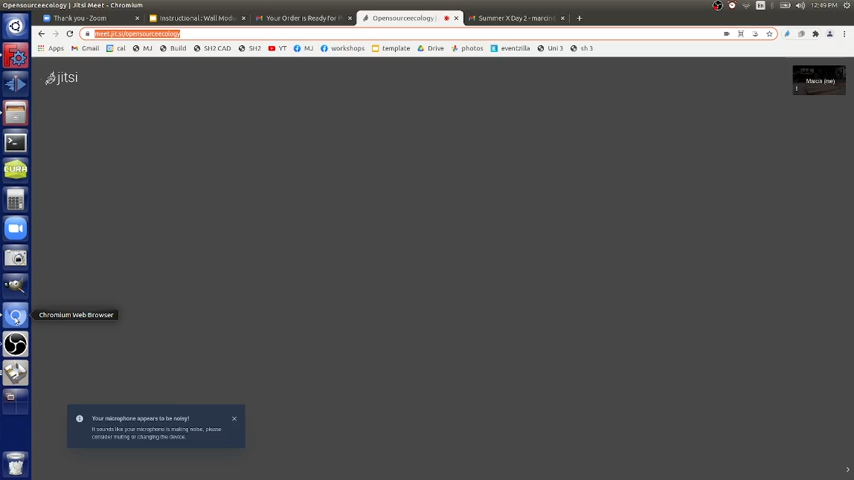 Opensourceecology | Jitsi Meet - Chromium
En
12:49 PM
Thank you - Zoom
Instructional : Wall Modu
Your Order is Ready for Pi
Opensourceecology |
Summer X Day 2 - marcin@
meet.jit.si/opensourceecology
Apps
Gmail
cal
MJ
Build
SH2 CAD
SH2
YT
MJ
workshops
template
Drive
photos
eventzilla
Uni 3
sh 3
jitsi
(me)
CURA
Chromium Web Browser
Your microphone appears to be noisy!
It sounds like your microphone is making noise, please
consider muting or changing the device.